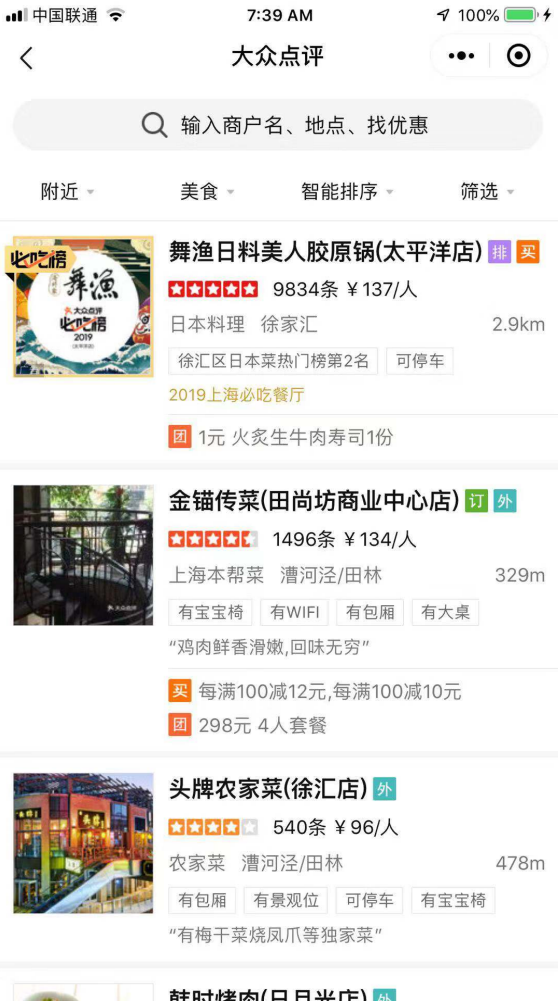 中国联通
7:39 AM
100%
大众点评
输入商户名、地点、找优惠
附近
美食
智能排序
筛选
必吃榜
舞渔
大众点评
必吃榜
2019
舞渔日料美人胶原锅(太平洋店) 排 买
9834条 ￥137/人
日本料理 徐家汇 2.9km
徐汇区日本菜热门榜第2名 可停车
2019上海必吃餐厅
团 1元 火炙生牛肉寿司1份
大众点评
金锚传菜(田尚坊商业中心店) 订 外
1496条 ￥134/人
上海本帮菜 漕河泾/田林 329m
有宝宝椅 有WIFI 有包厢 有大桌
“鸡肉鲜香滑嫩,回味无穷”
买 每满100减12元,每满100减10元
团 298元 4人套餐
头牌农家菜(徐汇店) 外
540条 ￥96/人
农家菜 漕河泾/田林 478m
有包厢 有景观位 可停车 有宝宝椅
“有梅干菜烧凤爪等独家菜”
韩时烤肉(日月光店) 外